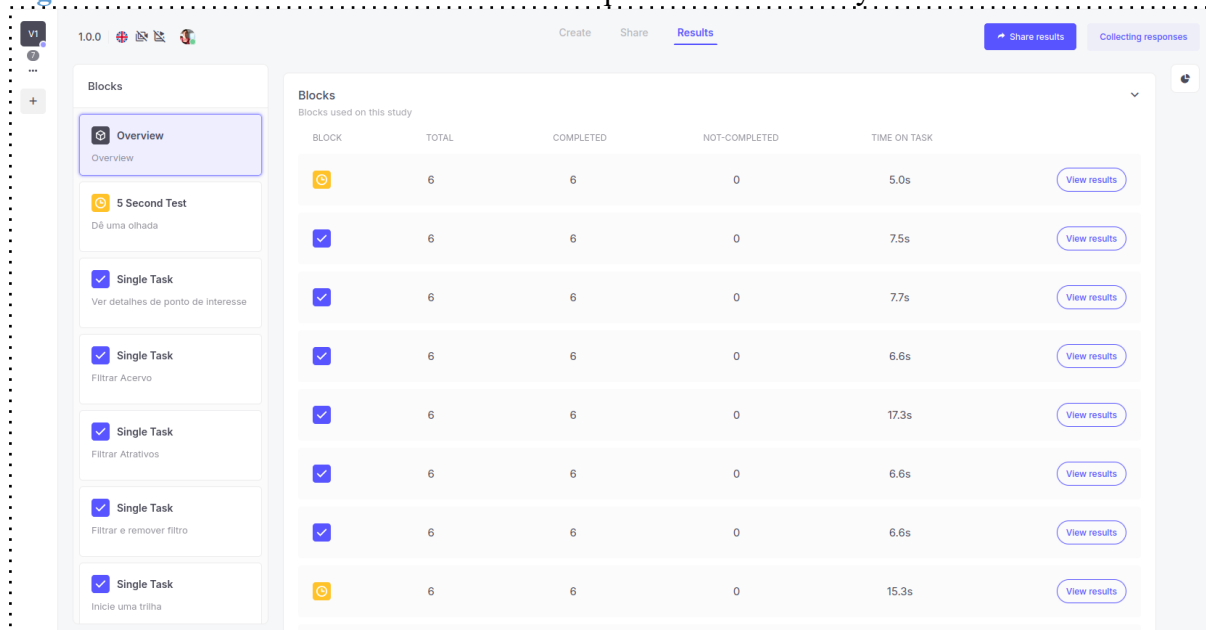 V1
7
1.0.0
Create
Share
Results
Share results
Collecting responses
Blocks
Overview
Overview
5 Second Test
Dê uma olhada
Single Task
Ver detalhes de ponto de interesse
Single Task
Filtrar Acervo
Single Task
Filtrar Atrativos
Single Task
Filtrar e remover filtro
Single Task
Inicie uma trilha
Blocks
Blocks used on this study
BLOCK TOTAL COMPLETED NOT-COMPLETED TIME ON TASK
6 6 0 5.0s View results
6 6 0 7.5s View results
6 6 0 7.7s View results
6 6 0 6.6s View results
6 6 0 17.3s View results
6 6 0 6.6s View results
6 6 0 6.6s View results
6 6 0 15.3s View results